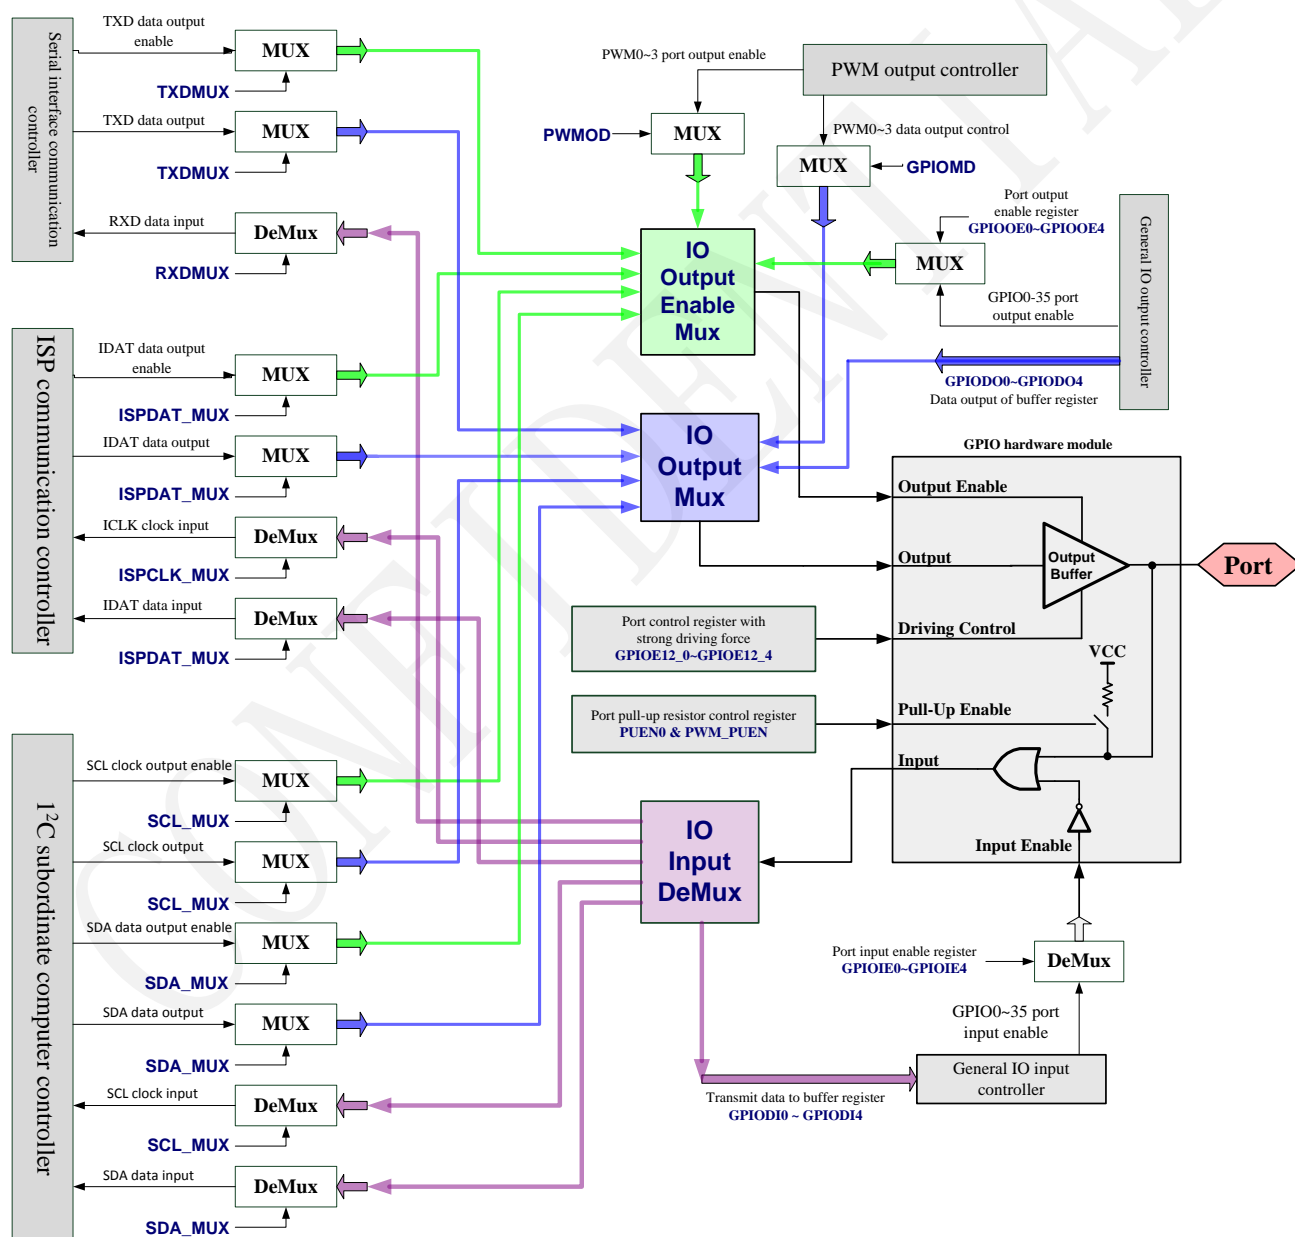 Serial interface communication
controller
TXD data output
enable
MUX
TXDMUX
TXD data output
MUX
TXDMUX
RXD data input
DeMux
RXDMUX
PWM0~3 port output enable
PWM output controller
PWMOD
MUX
PWM0~3 data output control
MUX
GPIOMD
Port output
enable register
GPIOOE0~GPIOOE4
MUX
GPIO0-35 port
output enable
General IO output controller
GPIODO0~GPIODO4
Data output of buffer register
IO
Output
Enable
Mux
ISP communication controller
IDAT data output
enable
MUX
ISPDAT_MUX
IDAT data output
MUX
ISPDAT_MUX
ICLK clock input
DeMux
ISPCLK_MUX
IDAT data input
DeMux
ISPDAT_MUX
IO
Output
Mux
GPIO hardware module
Output Enable
Output
Output
Buffer
Port
Driving Control
VCC
Pull-Up Enable
Input
Input Enable
Port control register with
strong driving force
GPIOE12_0~GPIOE12_4
Port pull-up resistor control register
PUEN0 & PWM_PUEN
1²C subordinate computer controller
SCL clock output enable
MUX
SCL_MUX
SCL clock output
MUX
SCL_MUX
SDA data output enable
MUX
SDA_MUX
SDA data output
MUX
SDA_MUX
SCL clock input
DeMux
SCL_MUX
SDA data input
DeMux
SDA_MUX
IO
Input
DeMux
Port input enable register
GPIOIE0~GPIOIE4
DeMux
GPIO0~35 port
input enable
General IO input
controller
Transmit data to buffer register
GPIODI0 ~ GPIODI4
CONFIDENTIAL